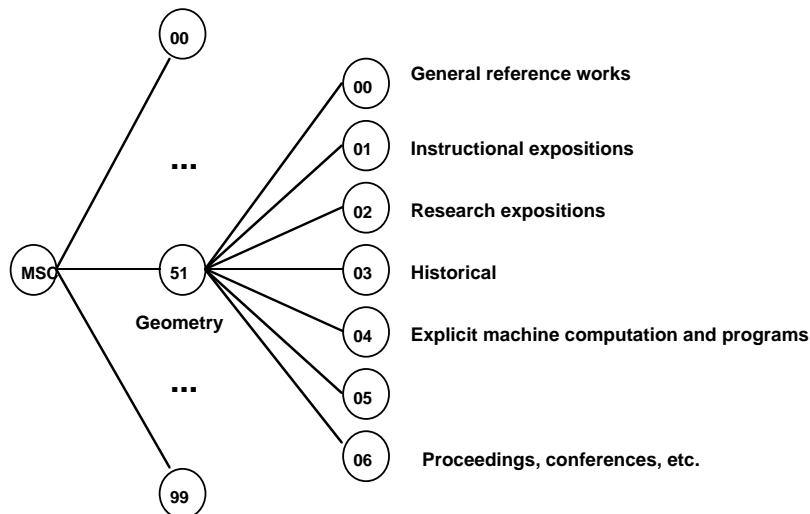 00
00 General reference works
...
01 Instructional expositions
02 Research expositions
MSC 51 03 Historical
Geometry
04 Explicit machine computation and programs
...
05
06 Proceedings, conferences, etc.
99